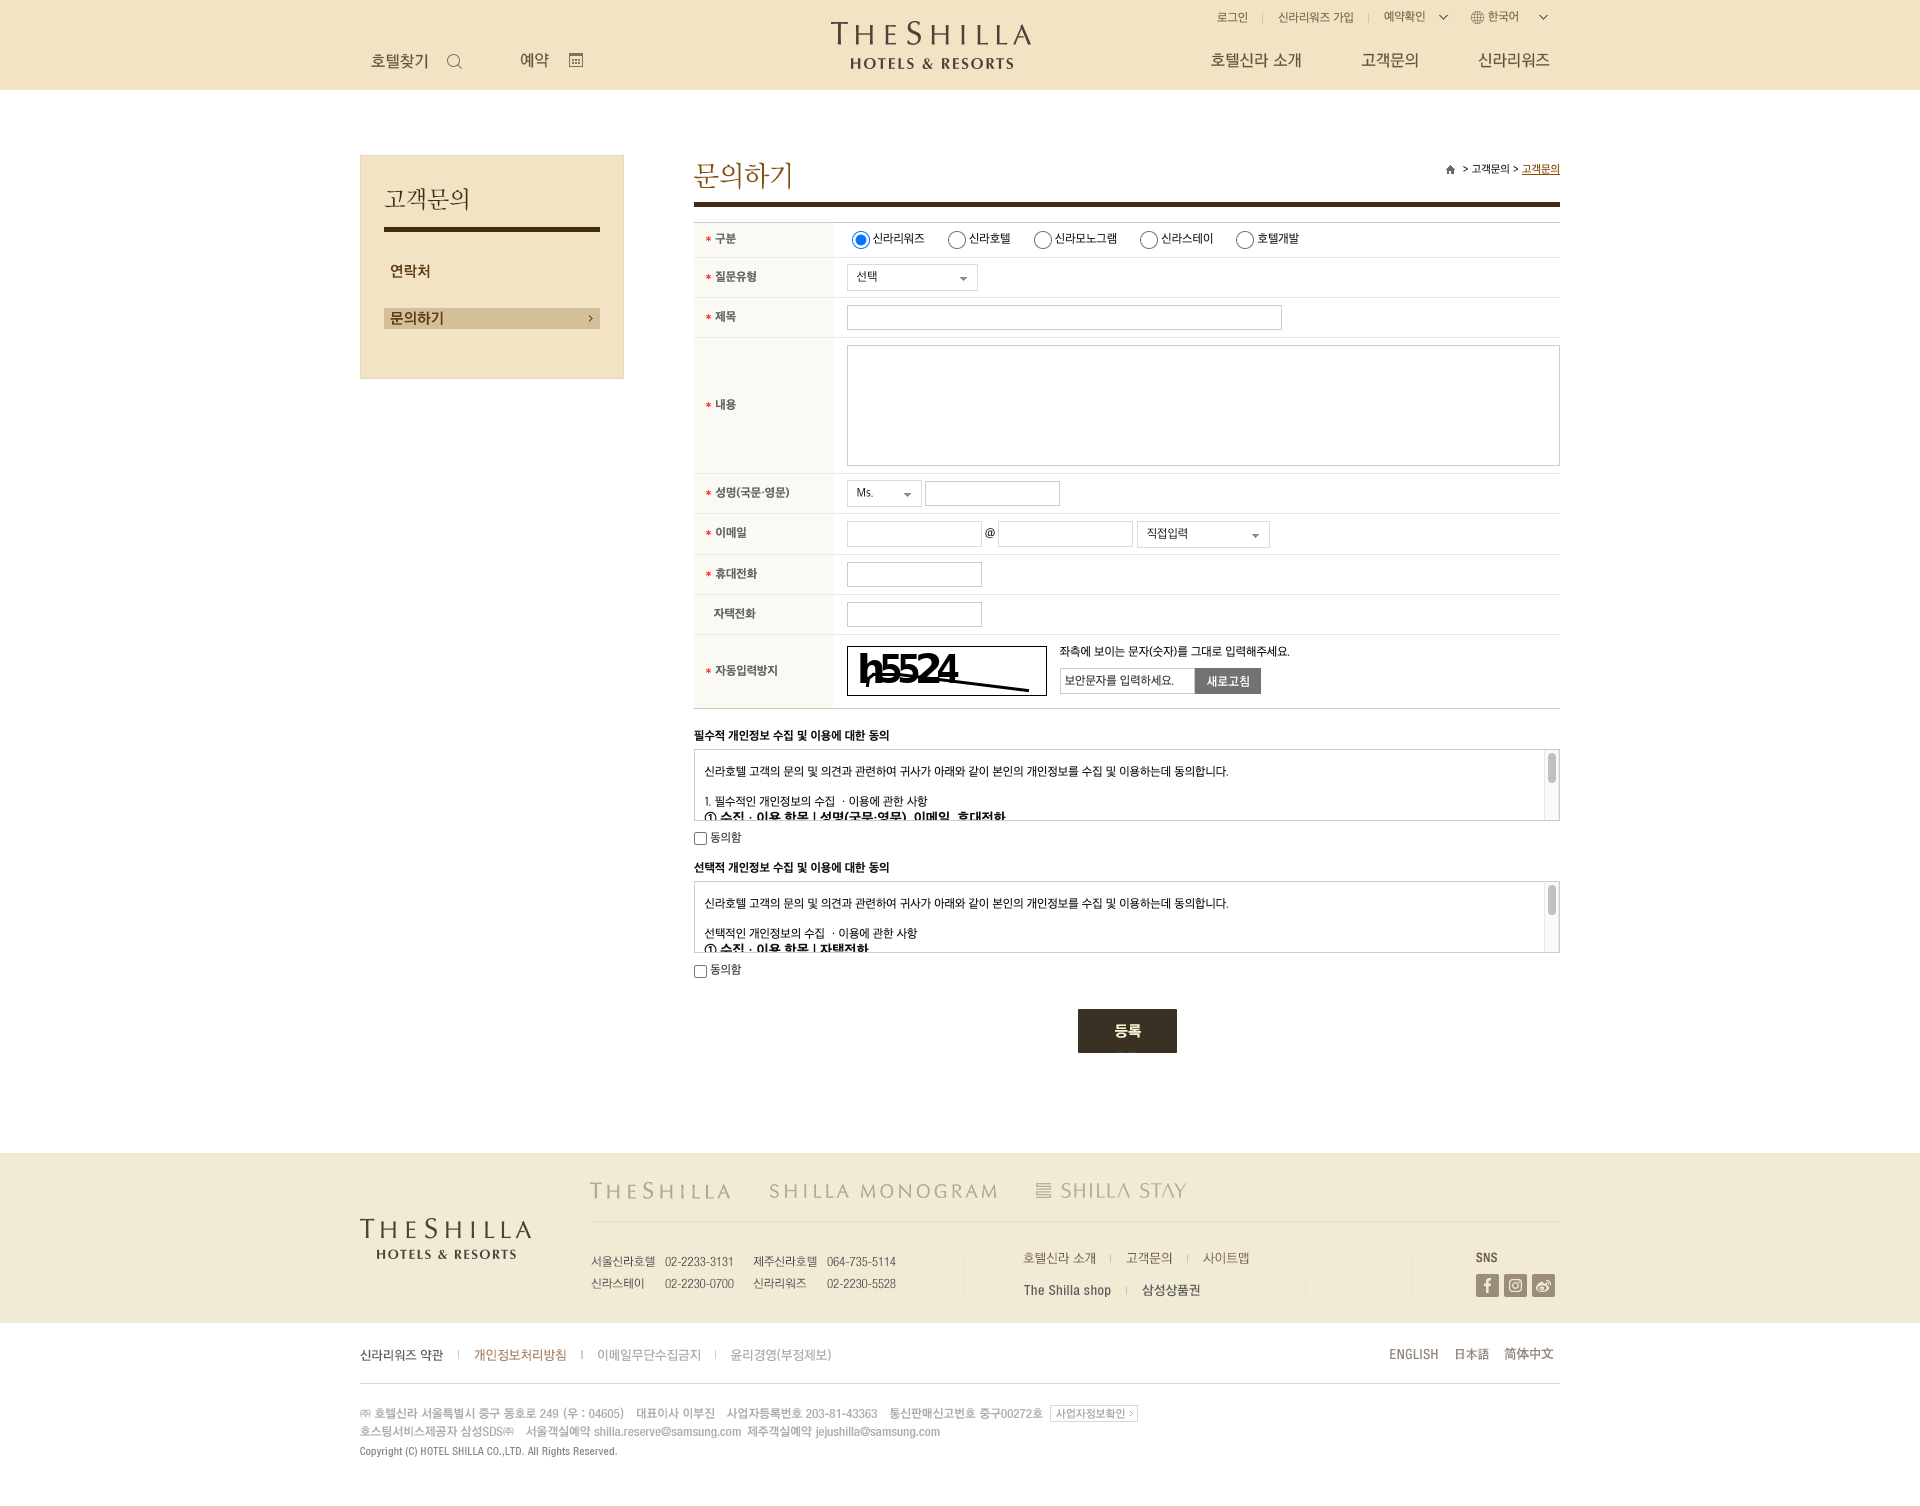 로그인 신라리워즈 가입 예약확인 한국어
THE SHILLA
HOTELS & RESORTS
호텔찾기 예약 호텔신라 소개 고객문의 신라리워즈
고객문의
연락처
문의하기
문의하기
> 고객문의 > 고객문의
* 구분 신라리워즈 신라호텔 신라모노그램 신라스테이 호텔개발
* 질문유형 선택
* 제목
* 내용
* 성명(국문·영문) Ms.
* 이메일 @ 직접입력
* 휴대전화
자택전화
* 자동입력방지 h5524
좌측에 보이는 문자(숫자)를 그대로 입력해주세요.
보안문자를 입력하세요. 새로고침
필수적 개인정보 수집 및 이용에 대한 동의
신라호텔 고객의 문의 및 의견과 관련하여 귀사가 아래와 같이 본인의 개인정보를 수집 및 이용하는데 동의합니다.
1. 필수적인 개인정보의 수집 · 이용에 관한 사항
① 수집 · 이용 항목 | 성명(국문·영문), 이메일, 휴대전화
동의함
선택적 개인정보 수집 및 이용에 대한 동의
신라호텔 고객의 문의 및 의견과 관련하여 귀사가 아래와 같이 본인의 개인정보를 수집 및 이용하는데 동의합니다.
선택적인 개인정보의 수집 · 이용에 관한 사항
① 수집 · 이용 항목 | 자택전화
동의함
등록
THE SHILLA SHILLA MONOGRAM SHILLA STAY
THE SHILLA
HOTELS & RESORTS
서울신라호텔 02-2233-3131 제주신라호텔 064-735-5114
신라스테이 02-2230-0700 신라리워즈 02-2230-5528
호텔신라 소개 고객문의 사이트맵
The Shilla shop 삼성상품권
SNS
신라리워즈 약관 개인정보처리방침 이메일무단수집금지 윤리경영(부정제보)
ENGLISH 日本語 简体中文
㈜ 호텔신라 서울특별시 중구 동호로 249 (우 : 04605) 대표이사 이부진 사업자등록번호 203-81-43363 통신판매신고번호 중구00272호 사업자정보확인
호스팅서비스제공자 삼성SDS㈜ 서울객실예약 shilla.reserve@samsung.com 제주객실예약 jejushilla@samsung.com
Copyright (C) HOTEL SHILLA CO.,LTD. All Rights Reserved.